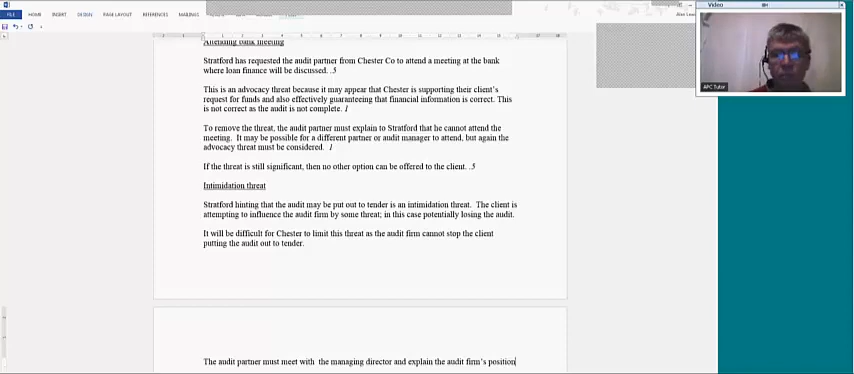 Video
FILE HOME INSERT DESIGN PAGE LAYOUT REFERENCES MAILINGS
Attending bank meeting
Stratford has requested the audit partner from Chester Co to attend a meeting at the bank
where loan finance will be discussed. .5
This is an advocacy threat because it may appear that Chester is supporting their client's
request for funds and also effectively guaranteeing that financial information is correct. This
is not correct as the audit is not complete. 1
To remove the threat, the audit partner must explain to Stratford that he cannot attend the
meeting. It may be possible for a different partner or audit manager to attend, but again the
advocacy threat must be considered. 1
If the threat is still significant, then no other option can be offered to the client. .5
Intimidation threat
Stratford hinting that the audit may be put out to tender is an intimidation threat. The client is
attempting to influence the audit firm by some threat; in this case potentially losing the audit.
It will be difficult for Chester to limit this threat as the audit firm cannot stop the client
putting the audit out to tender.
The audit partner must meet with the managing director and explain the audit firm's position
APC Tutor